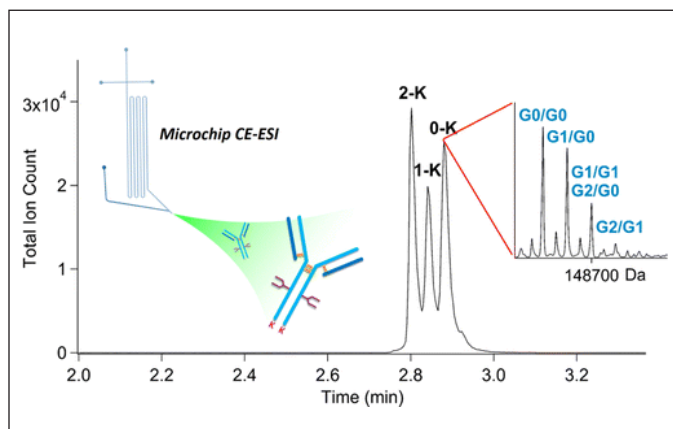 Total Ion Count
3x10⁴
2
1
0
2.0
2.2
2.4
2.6
2.8
3.0
3.2
Time (min)
Microchip CE-ESI
K
K
2-K
1-K
0-K
G0/G0
G1/G0
G1/G1
G2/G0
G2/G1
148700 Da